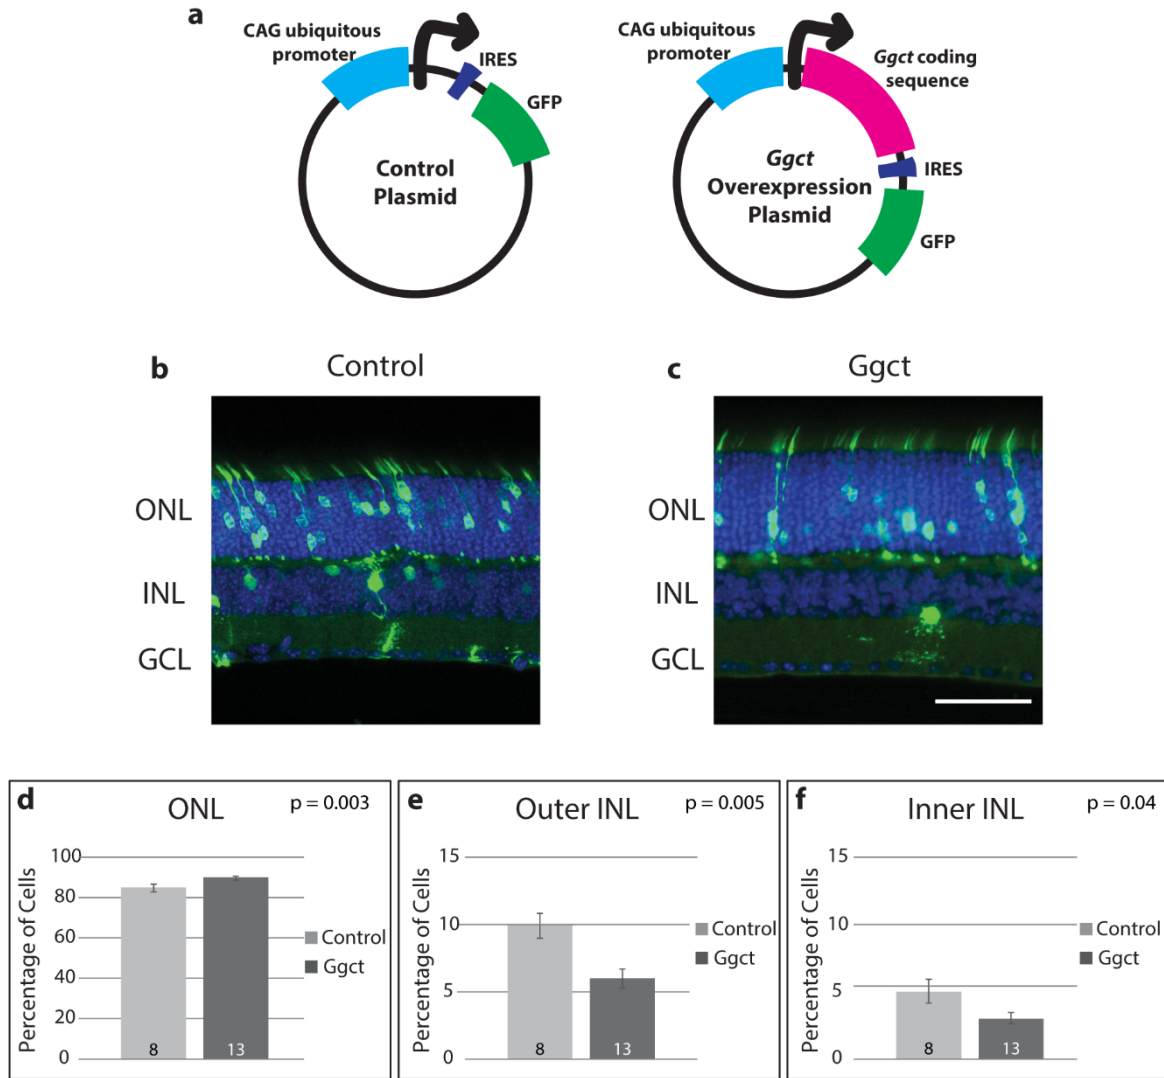 a
CAG ubiquitous
promoter
IRES
GFP
Control
Plasmid
CAG ubiquitous
promoter
Ggct coding
sequence
IRES
GFP
Ggct
Overexpression
Plasmid
b
Control
ONL
INL
GCL
c
Ggct
ONL
INL
GCL
d
ONL
p = 0.003
Percentage of Cells
100
80
60
40
20
0
8
13
Control
Ggct
e
Outer INL
p = 0.005
Percentage of Cells
15
10
5
0
8
13
Control
Ggct
f
Inner INL
p = 0.04
Percentage of Cells
15
10
5
0
8
13
Control
Ggct